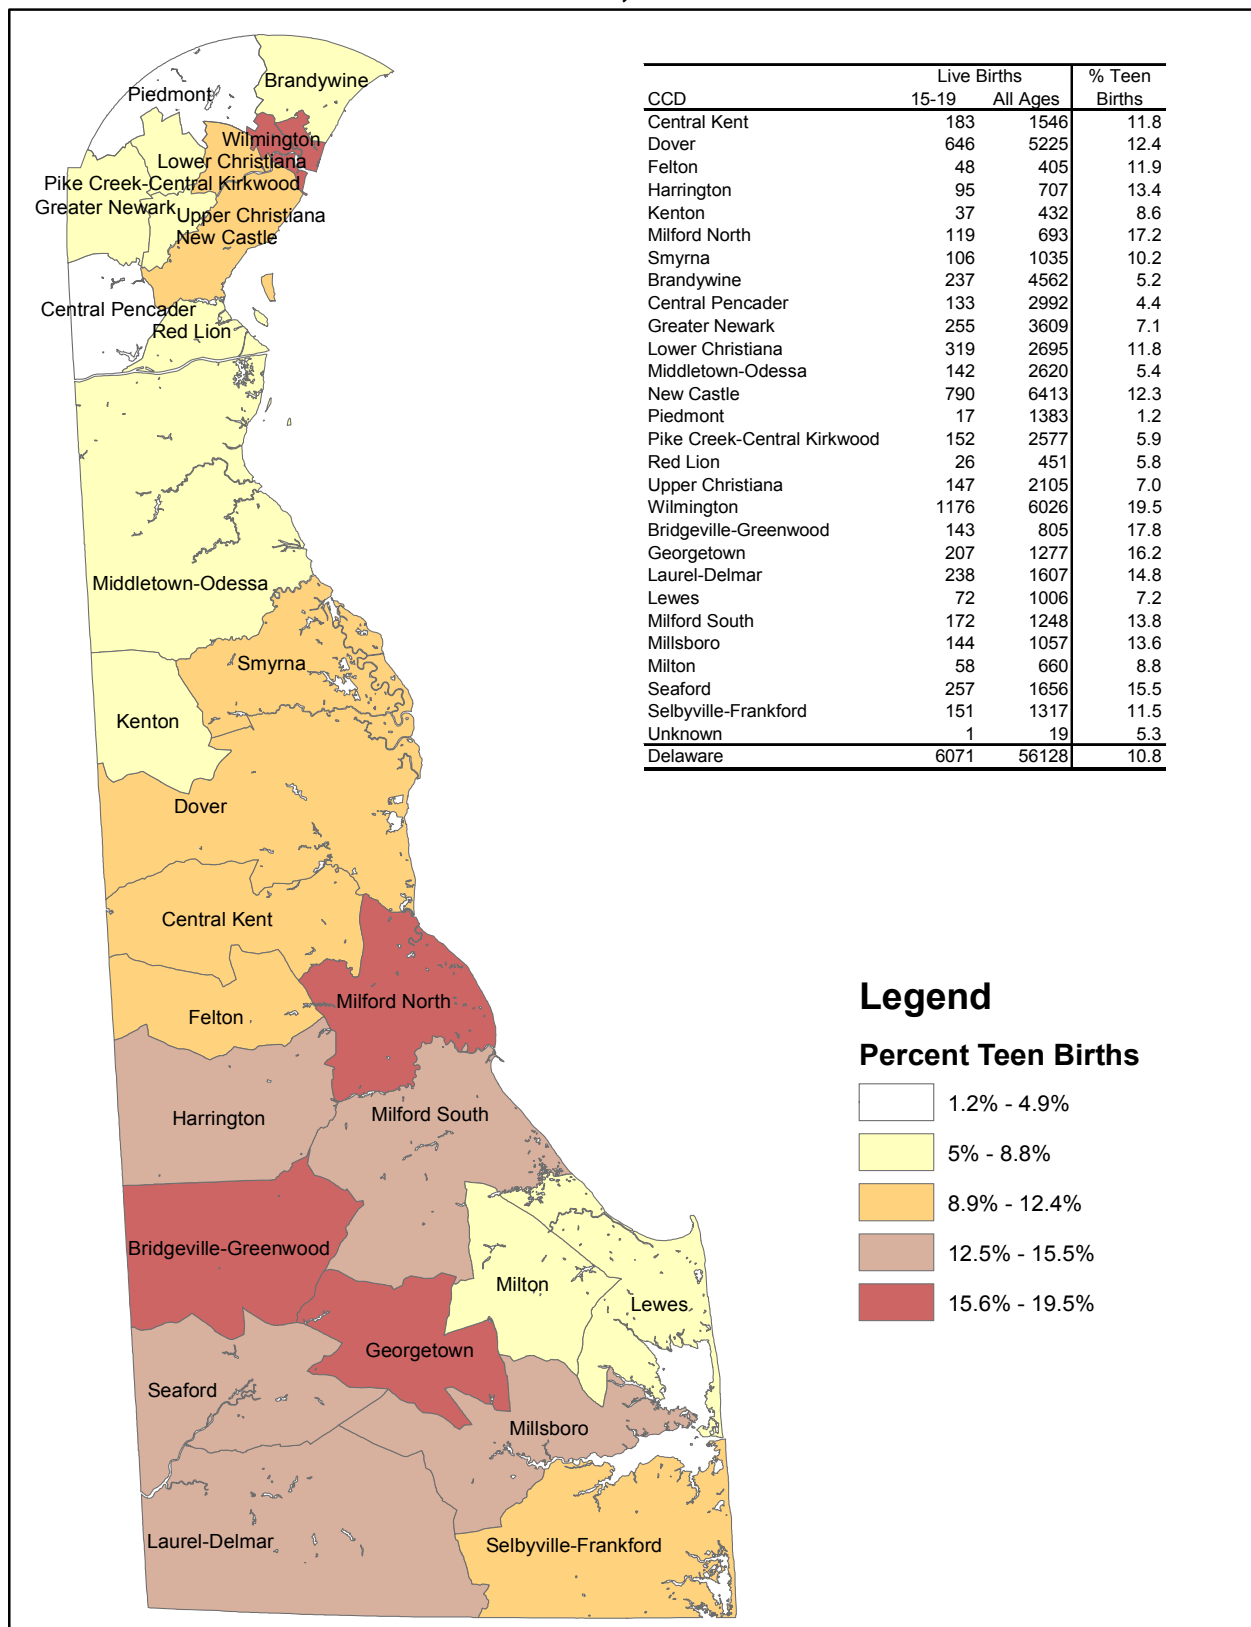 Piedmont
Brandywine
Wilmington
Lower Christiana
Pike Creek-Central Kirkwood
Greater Newark
Upper Christiana
New Castle
Central Pencader
Red Lion
Middletown-Odessa
Smyrna
Kenton
Dover
Central Kent
Felton
Milford North
Harrington
Milford South
Bridgeville-Greenwood
Milton
Lewes
Georgetown
Seaford
Millsboro
Laurel-Delmar
Selbyville-Frankford
Live Births % Teen
CCD 15-19 All Ages Births
Central Kent 183 1546 11.8
Dover 646 5225 12.4
Felton 48 405 11.9
Harrington 95 707 13.4
Kenton 37 432 8.6
Milford North 119 693 17.2
Smyrna 106 1035 10.2
Brandywine 237 4562 5.2
Central Pencader 133 2992 4.4
Greater Newark 255 3609 7.1
Lower Christiana 319 2695 11.8
Middletown-Odessa 142 2620 5.4
New Castle 790 6413 12.3
Piedmont 17 1383 1.2
Pike Creek-Central Kirkwood 152 2577 5.9
Red Lion 26 451 5.8
Upper Christiana 147 2105 7.0
Wilmington 1176 6026 19.5
Bridgeville-Greenwood 143 805 17.8
Georgetown 207 1277 16.2
Laurel-Delmar 238 1607 14.8
Lewes 72 1006 7.2
Milford South 172 1248 13.8
Millsboro 144 1057 13.6
Milton 58 660 8.8
Seaford 257 1656 15.5
Selbyville-Frankford 151 1317 11.5
Unknown 1 19 5.3
Delaware 6071 56128 10.8
Legend
Percent Teen Births
1.2% - 4.9%
5% - 8.8%
8.9% - 12.4%
12.5% - 15.5%
15.6% - 19.5%